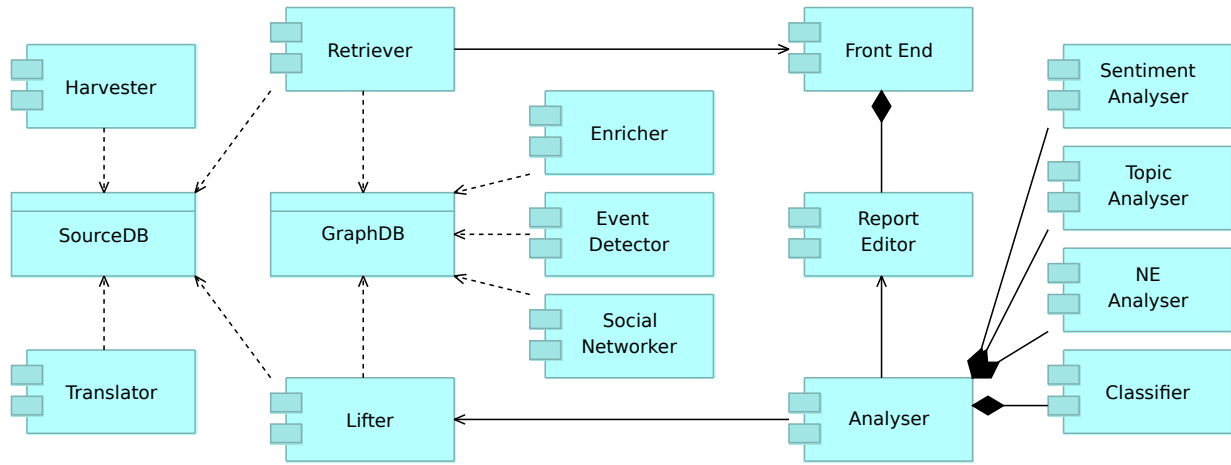 Retriever
Front End
Harvester
Sentiment
Analyser
Enricher
Topic
Analyser
SourceDB
GraphDB
Event
Detector
Report
Editor
NE
Analyser
Social
Networker
Translator
Lifter
Analyser
Classifier